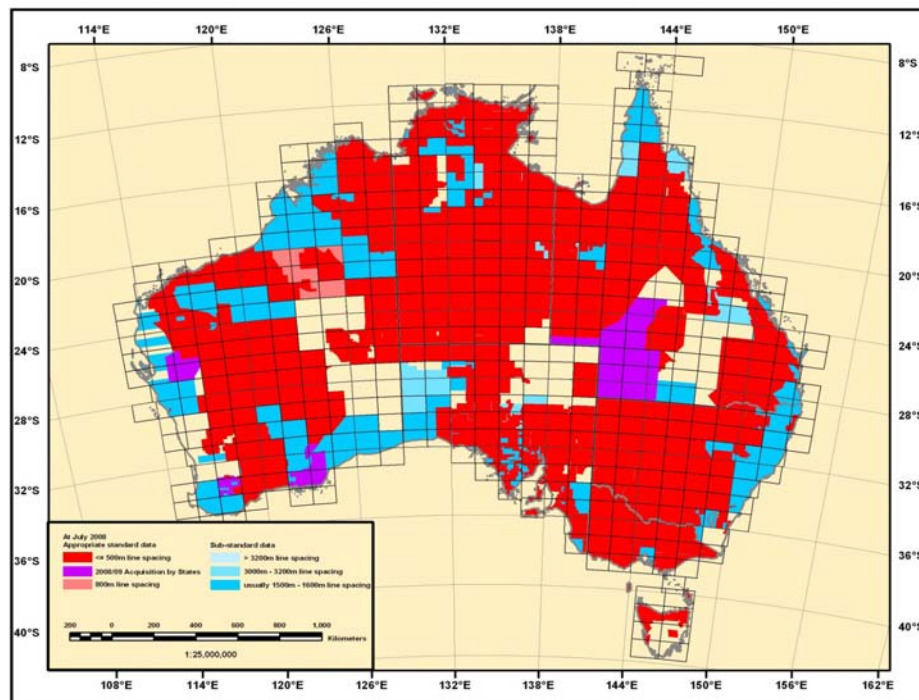 114°E 120°E 126°E 132°E 138°E 144°E 150°E
8°S 8°S
12°S 12°S
16°S 16°S
20°S 20°S
24°S 24°S
28°S 28°S
32°S 32°S
36°S 36°S
40°S 40°S
At July 2008
Appropriate standard data Sub-standard data
<= 500m line spacing > 3200m line spacing
2008/09 Acquisition by States 3000m - 3200m line spacing
800m line spacing usually 1500m - 1600m line spacing
200 0 200 400 600 800 1,000
Kilometers
1:25,000,000
108°E 114°E 120°E 126°E 132°E 138°E 144°E 150°E 156°E 162°E